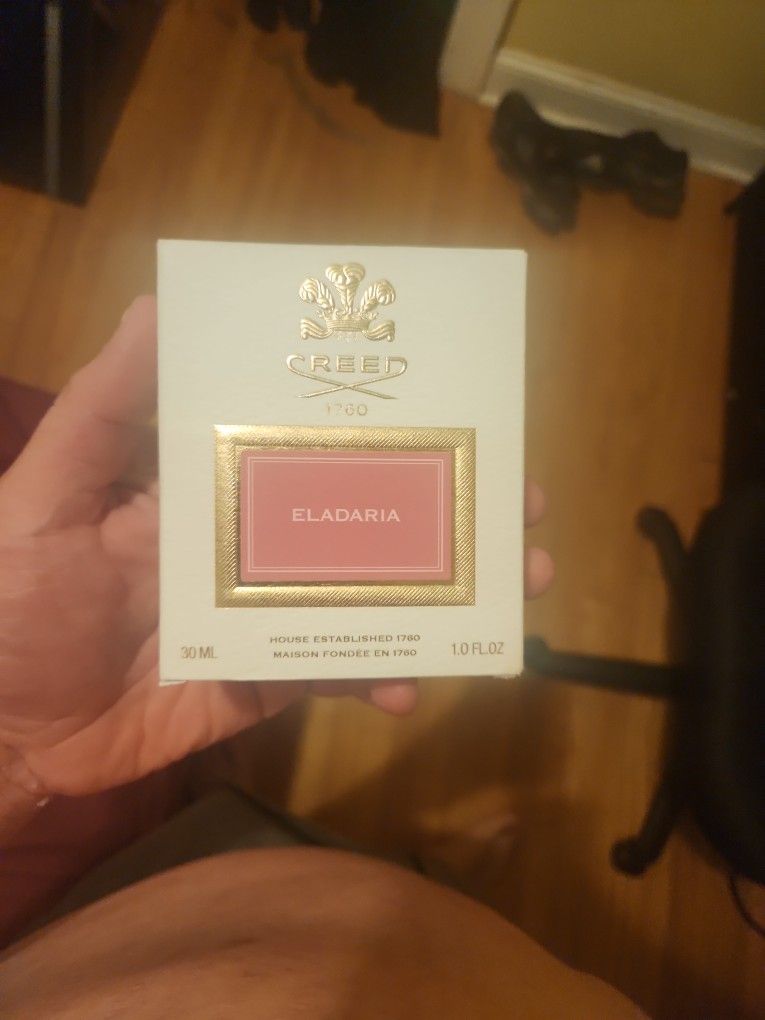 CREED
1760
ELADARIA
HOUSE ESTABLISHED 1760
MAISON FONDÉE EN 1760
30 ML
1.0 FL.OZ